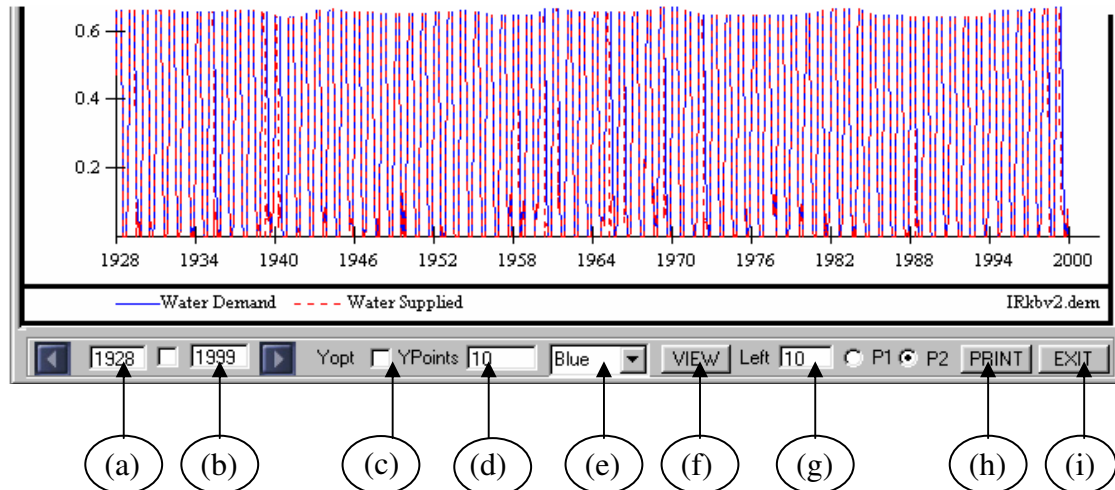 0.6
0.4
0.2
1928 1934 1940 1946 1952 1958 1964 1970 1976 1982 1988 1994 2000
Water Demand Water Supplied IRkbv2.dem
1928 1999 Yopt YPoints 10 Blue VIEW Left 10 P1 P2 PRINT EXIT
(a) (b) (c) (d) (e) (f) (g) (h) (i)